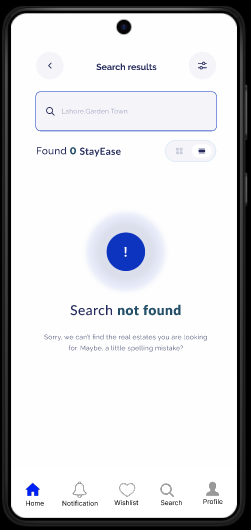 Search results
Lahore Garden Town
Found 0 StayEase
!
Search not found
Sorry, we can't find the real estates you are looking
for. Maybe, a little spelling mistake?
Home Notification Wishlist Search Profile